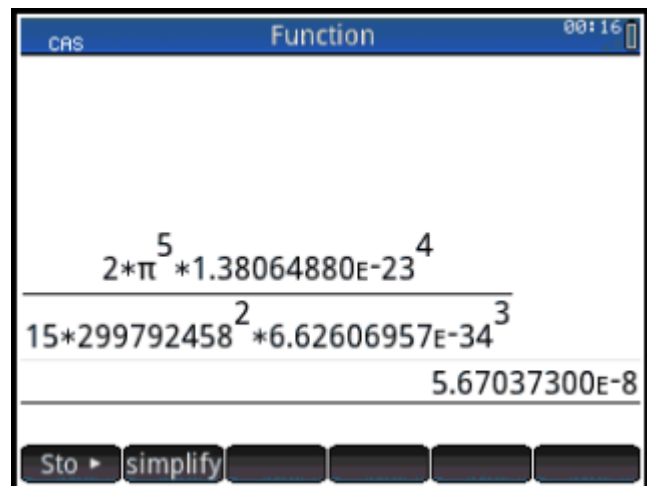 CAS Function 00:16
2*π^5*1.38064880E-23^4
15*299792458^2*6.62606957E-34^3
5.67037300E-8
Sto ► simplify